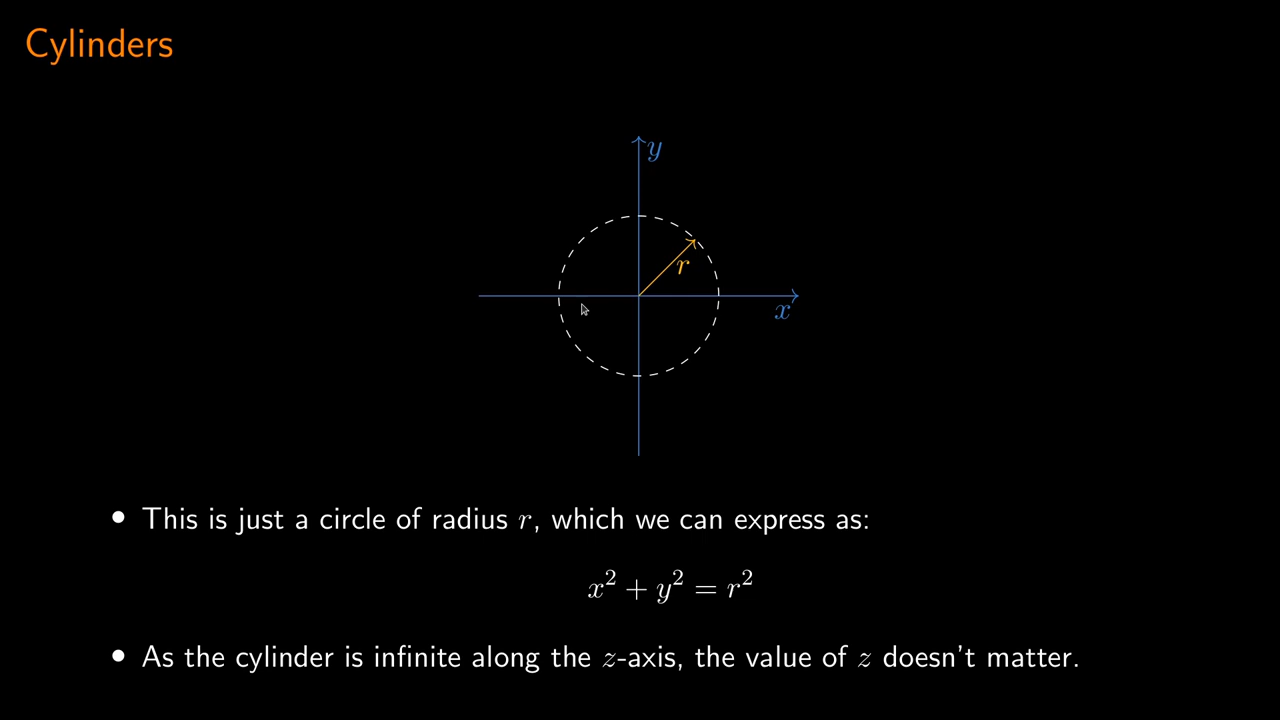 Cylinders
y
r
x
• This is just a circle of radius r, which we can express as:
x² + y² = r²
• As the cylinder is infinite along the z-axis, the value of z doesn't matter.